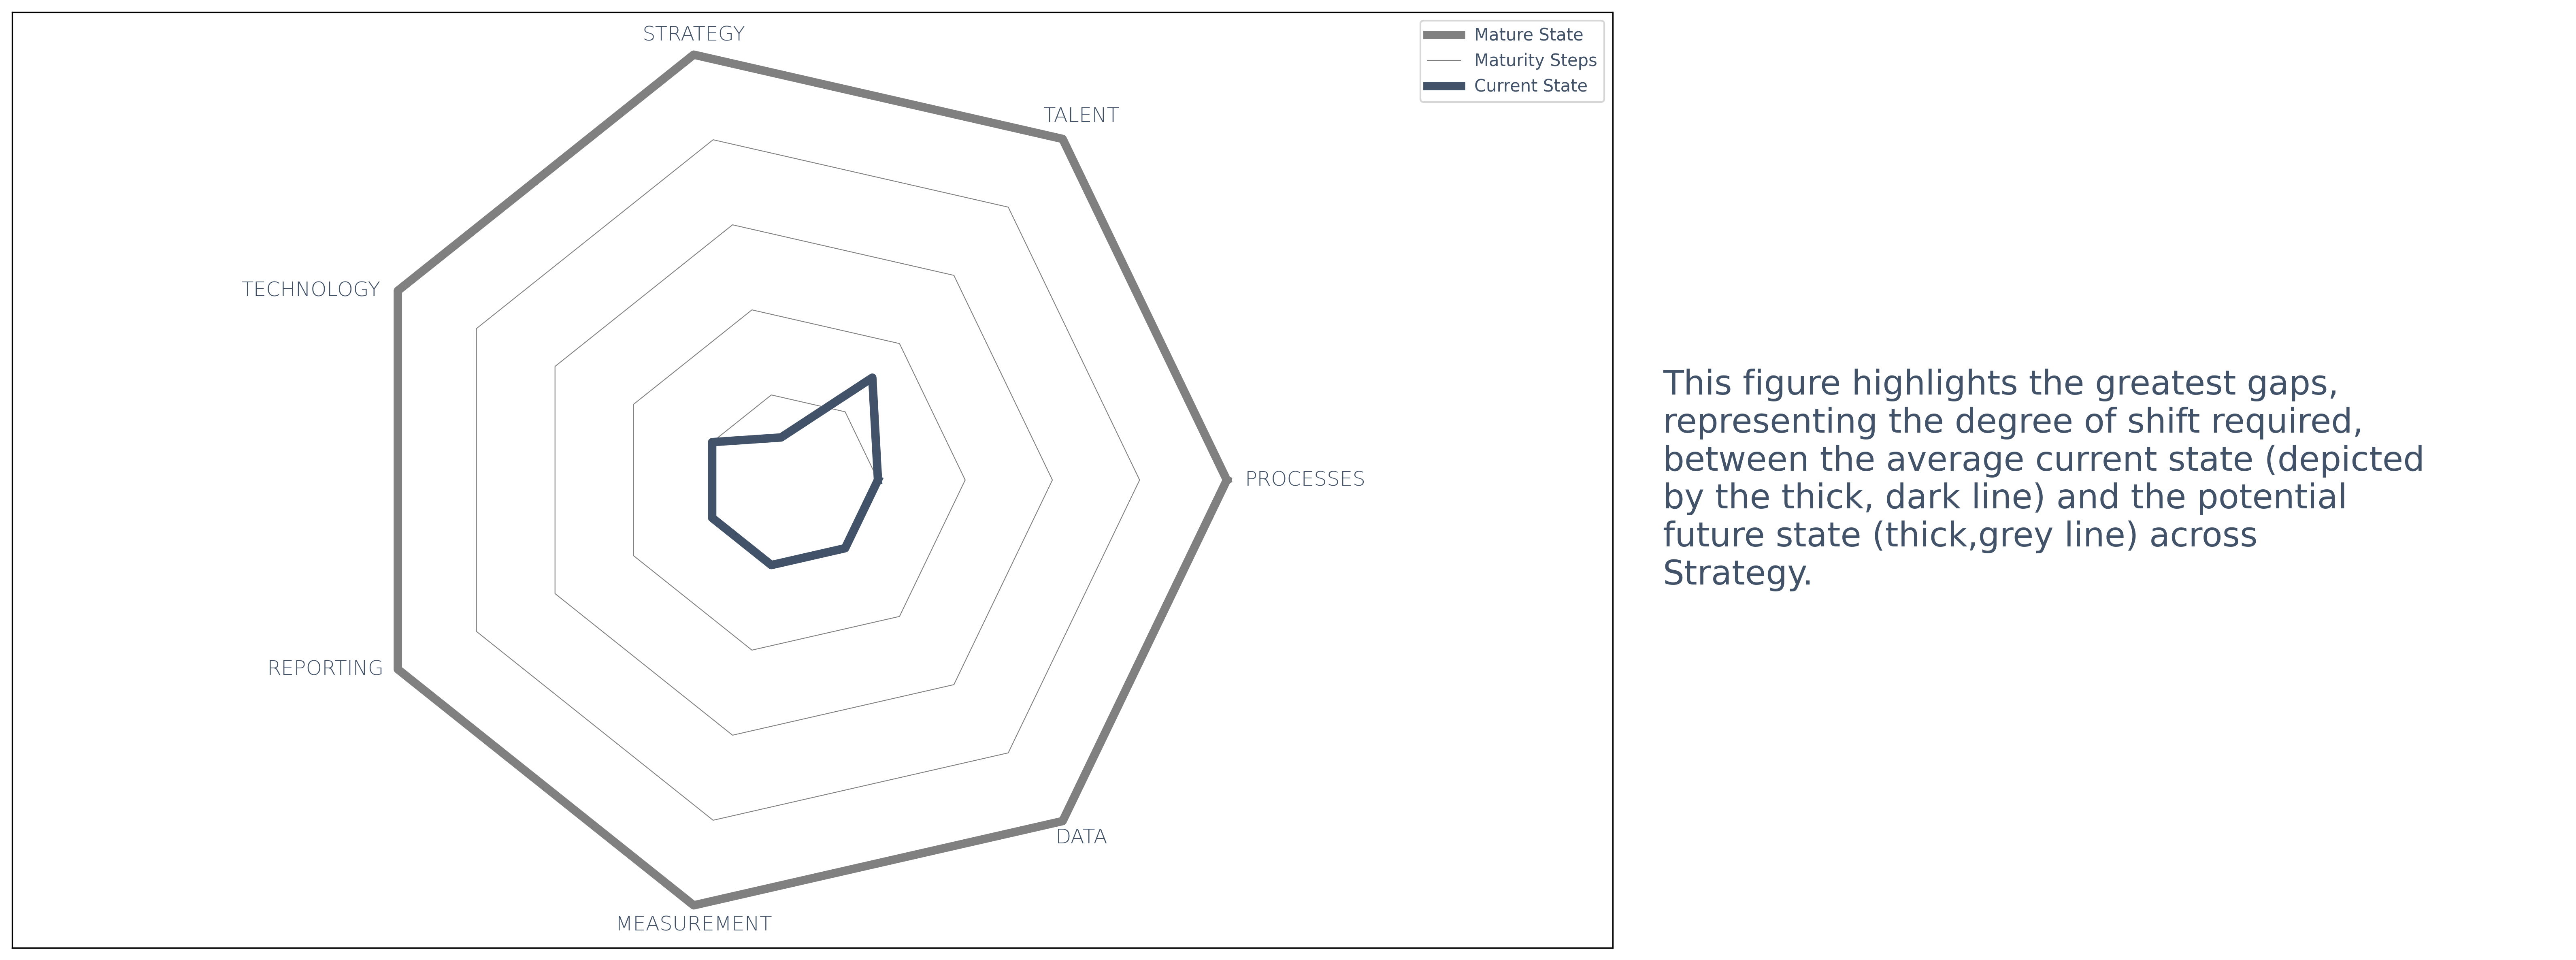 STRATEGY
Mature State
Maturity Steps
Current State
TALENT
TECHNOLOGY
PROCESSES
REPORTING
DATA
MEASUREMENT
This figure highlights the greatest gaps,
representing the degree of shift required,
between the average current state (depicted
by the thick, dark line) and the potential
future state (thick,grey line) across
Strategy.